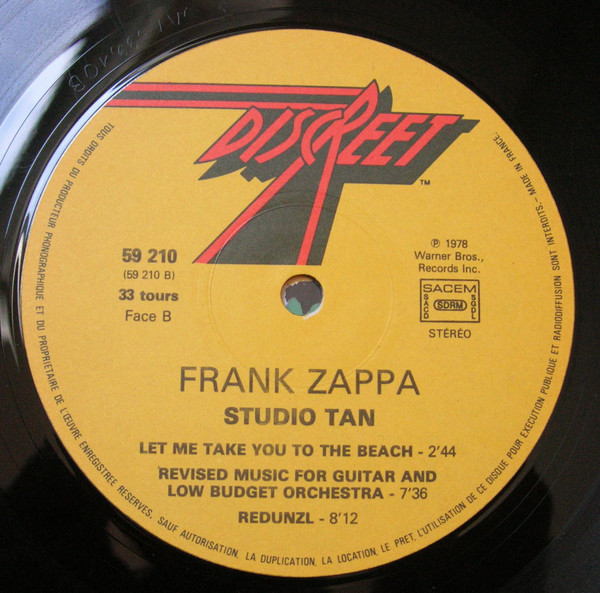 DISCREET
™
59 210
(59 210 B)
33 tours
Face B
℗ 1978
Warner Bros.,
Records Inc.
SACEM
SACD
SDRM
SGDL
STÉRÉO
FRANK ZAPPA
STUDIO TAN
LET ME TAKE YOU TO THE BEACH - 2'44
REVISED MUSIC FOR GUITAR AND
LOW BUDGET ORCHESTRA - 7'36
REDUNZL - 8'12
TOUS DROITS DU PRODUCTEUR PHONOGRAPHIQUE ET DU PROPRIETAIRE DE L'ŒUVRE ENREGISTREE RESERVES, SAUF AUTORISATION, LA DUPLICATION, LA LOCATION, LE PRET, L'UTILISATION DE CE DISQUE POUR EXECUTION PUBLIQUE ET RADIODIFFUSION SONT INTERDITS - MADE IN FRANCE.